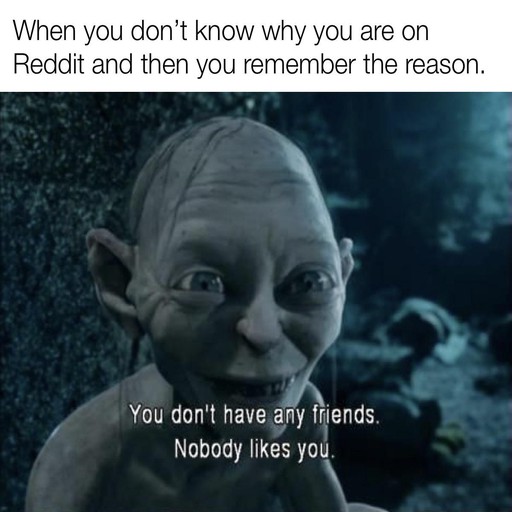 When you don’t know why you are on
Reddit and then you remember the reason.
You don't have any friends.
Nobody likes you.